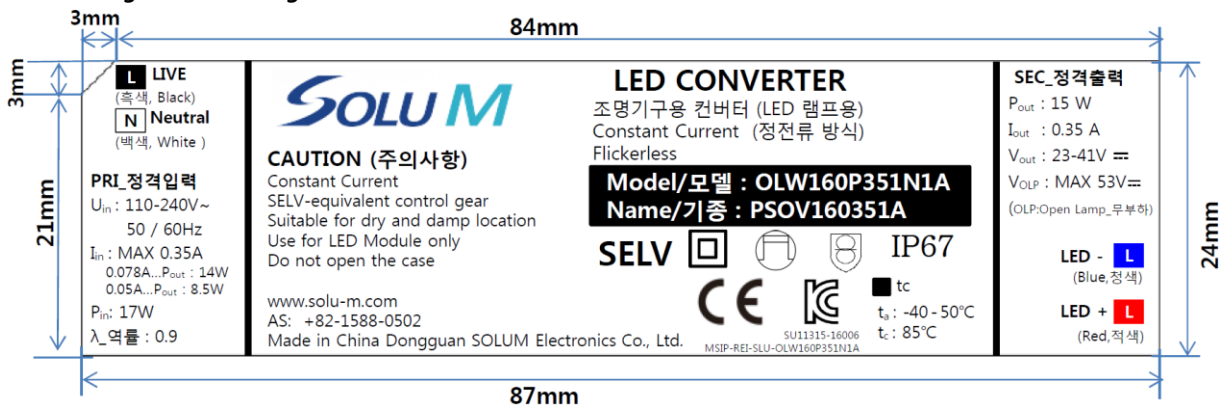 3mm
84mm
3mm
21mm
L LIVE
(흑색, Black)
N Neutral
(백색, White )
PRI_정격입력
Uin : 110-240V~
50 / 60Hz
Iin : MAX 0.35A
0.078A...Pout : 14W
0.05A...Pout : 8.5W
Pin: 17W
λ_역률 : 0.9
SOLU M
CAUTION (주의사항)
Constant Current
SELV-equivalent control gear
Suitable for dry and damp location
Use for LED Module only
Do not open the case
www.solu-m.com
AS: +82-1588-0502
Made in China Dongguan SOLUM Electronics Co., Ltd.
LED CONVERTER
조명기구용 컨버터 (LED 램프용)
Constant Current (정전류 방식)
Flickerless
Model/모델 : OLW160P351N1A
Name/기종 : PSOV160351A
SELV IP67
CE KC
SU11315-16006
MSIP-REI-SLU-OLW160P351N1A
tc
ta : -40 - 50℃
tc : 85℃
SEC_정격출력
Pout : 15 W
Iout : 0.35 A
Vout : 23-41V ⎓
VOLP : MAX 53V⎓
(OLP:Open Lamp_무부하)
LED - L
(Blue,청색)
LED + L
(Red,적색)
24mm
87mm